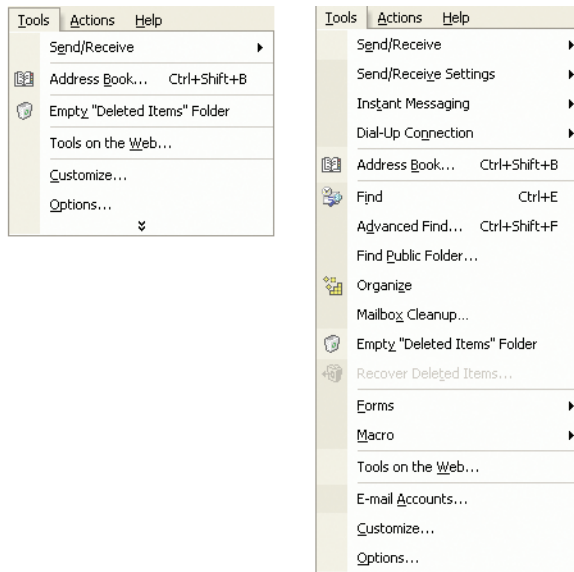 Tools Actions Help
Send/Receive
Address Book... Ctrl+Shift+B
Empty "Deleted Items" Folder
Tools on the Web...
Customize...
Options...
Tools Actions Help
Send/Receive
Send/Receive Settings
Instant Messaging
Dial-Up Connection
Address Book... Ctrl+Shift+B
Find Ctrl+E
Advanced Find... Ctrl+Shift+F
Find Public Folder...
Organize
Mailbox Cleanup...
Empty "Deleted Items" Folder
Recover Deleted Items...
Forms
Macro
Tools on the Web...
E-mail Accounts...
Customize...
Options...